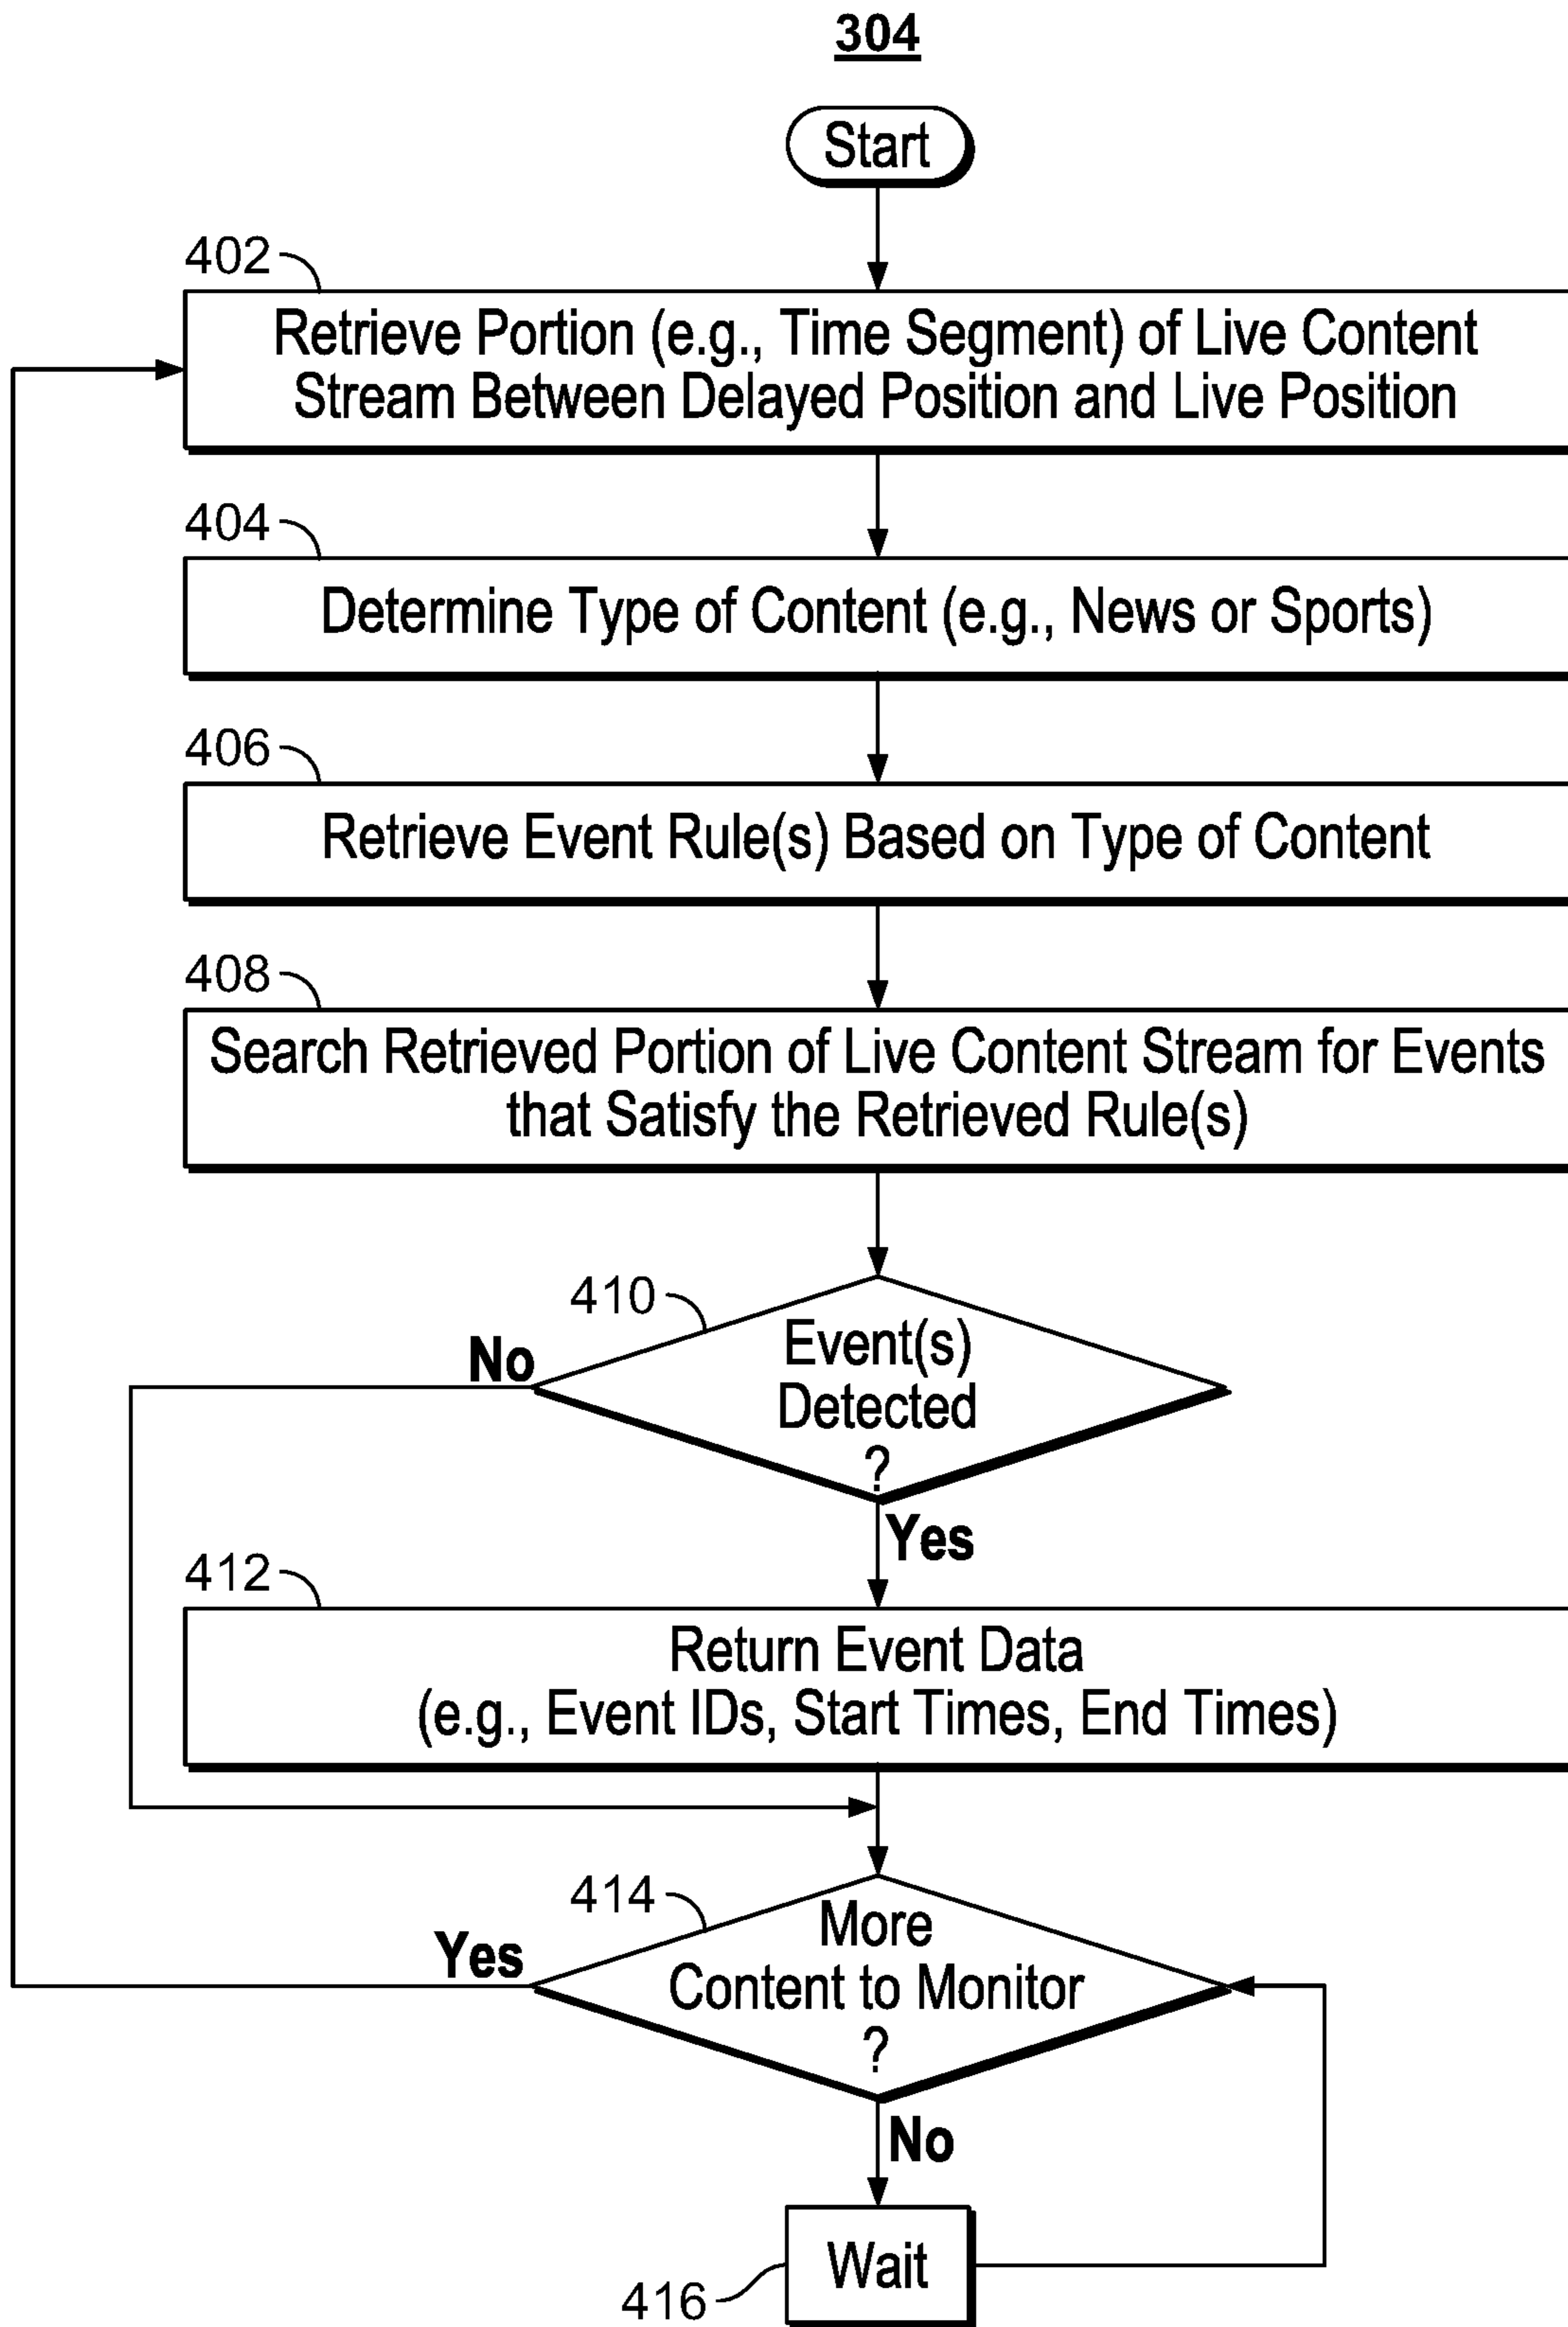 304
Start
402
Retrieve Portion (e.g., Time Segment) of Live Content
Stream Between Delayed Position and Live Position
404
Determine Type of Content (e.g., News or Sports)
406
Retrieve Event Rule(s) Based on Type of Content
408
Search Retrieved Portion of Live Content Stream for Events
that Satisfy the Retrieved Rule(s)
410
Event(s)
Detected
?
No
Yes
412
Return Event Data
(e.g., Event IDs, Start Times, End Times)
414
More
Content to Monitor
?
Yes
No
Wait
416